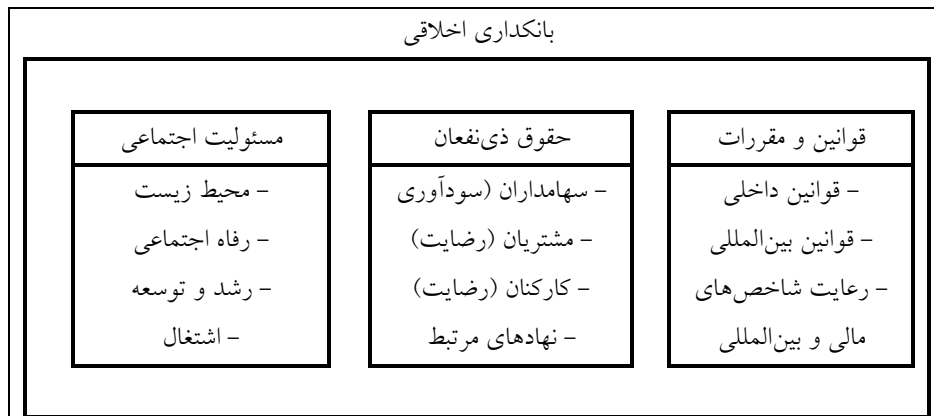 بانکداری اخلاقی
قوانین و مقررات
- قوانین داخلی
- قوانین بین‌المللی
- رعایت شاخص‌های
مالی و بین‌المللی
حقوق ذی‌نفعان
- سهامداران (سودآوری
- مشتریان (رضایت)
- کارکنان (رضایت)
- نهادهای مرتبط
مسئولیت اجتماعی
- محیط زیست
- رفاه اجتماعی
- رشد و توسعه
- اشتغال